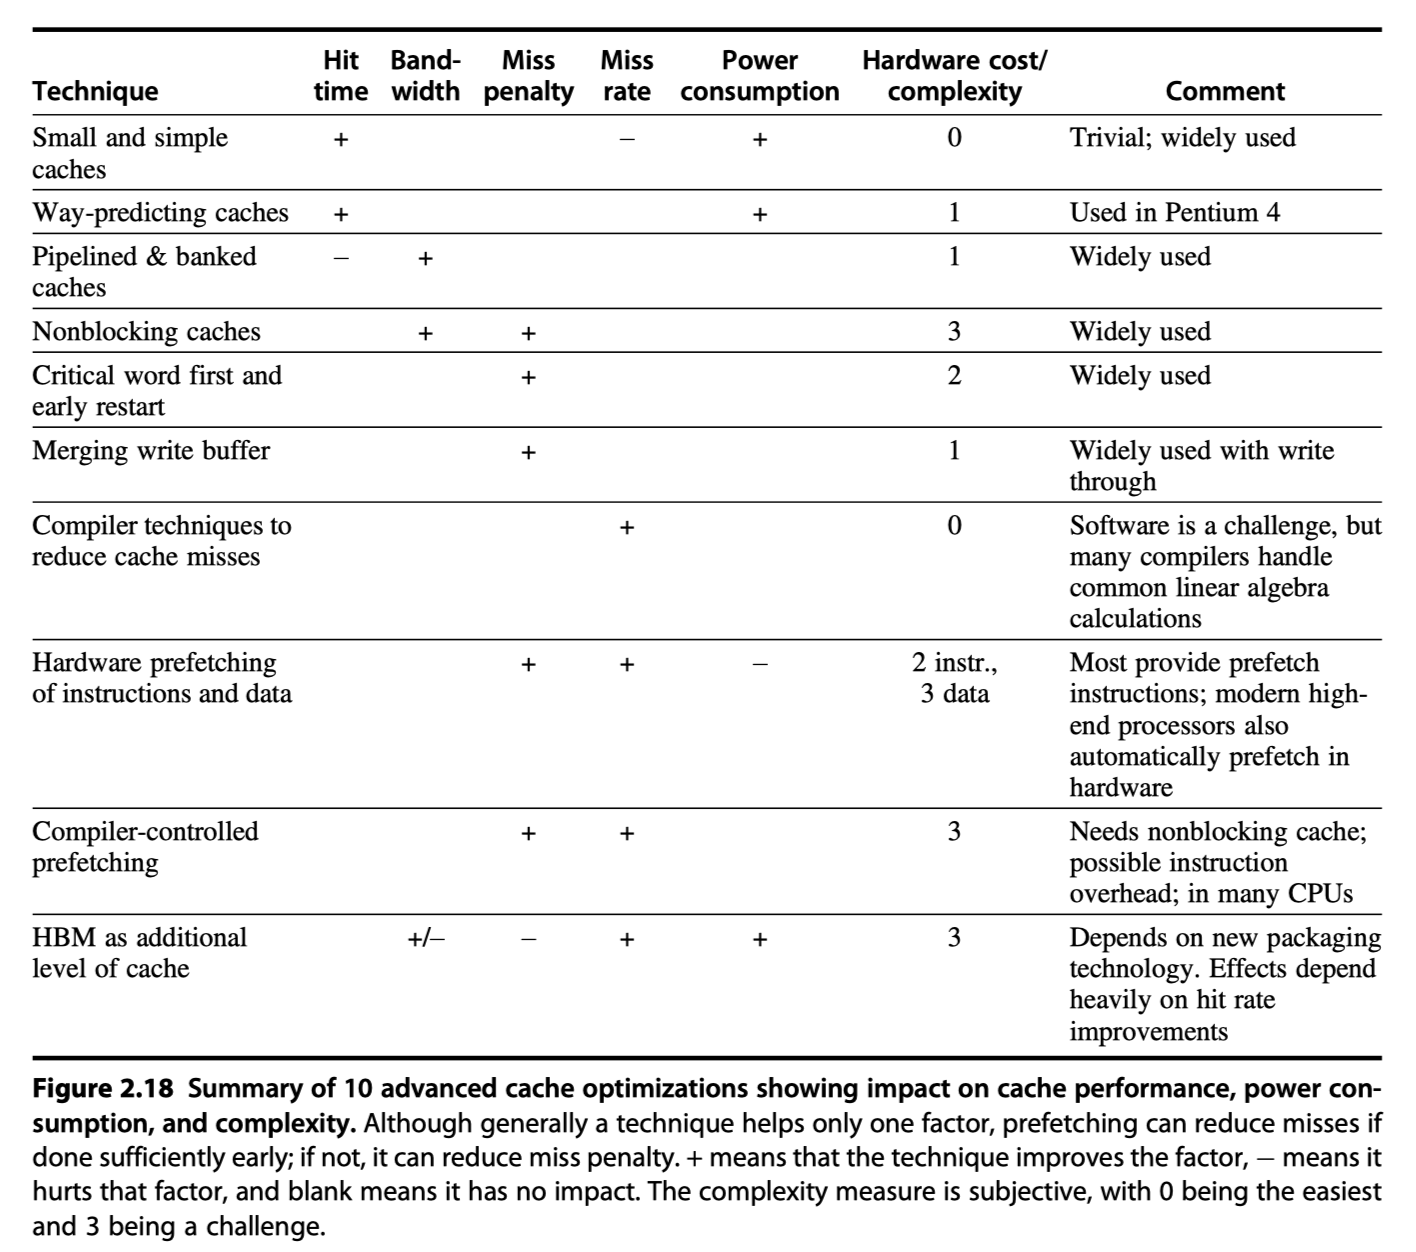 Technique Hit time Band-width Miss penalty Miss rate Power consumption Hardware cost/complexity Comment
Small and simple + – + 0 Trivial; widely used
caches
Way-predicting caches + + 1 Used in Pentium 4
Pipelined & banked – + 1 Widely used
caches
Nonblocking caches + + 3 Widely used
Critical word first and + 2 Widely used
early restart
Merging write buffer + 1 Widely used with write
through
Compiler techniques to + 0 Software is a challenge, but
reduce cache misses many compilers handle
common linear algebra
calculations
Hardware prefetching + + – 2 instr., Most provide prefetch
of instructions and data 3 data instructions; modern high-
end processors also
automatically prefetch in
hardware
Compiler-controlled + + 3 Needs nonblocking cache;
prefetching possible instruction
overhead; in many CPUs
HBM as additional +/– – + + 3 Depends on new packaging
level of cache technology. Effects depend
heavily on hit rate
improvements
Figure 2.18 Summary of 10 advanced cache optimizations showing impact on cache performance, power con-
sumption, and complexity. Although generally a technique helps only one factor, prefetching can reduce misses if
done sufficiently early; if not, it can reduce miss penalty. + means that the technique improves the factor, – means it
hurts that factor, and blank means it has no impact. The complexity measure is subjective, with 0 being the easiest
and 3 being a challenge.